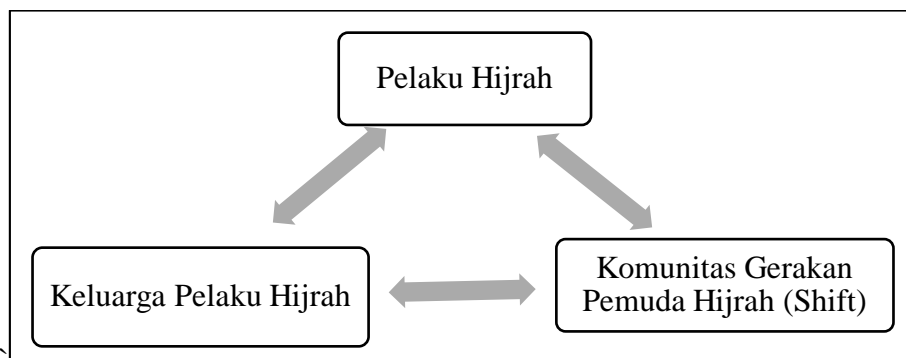 Pelaku Hijrah
Keluarga Pelaku Hijrah
Komunitas Gerakan
Pemuda Hijrah (Shift)